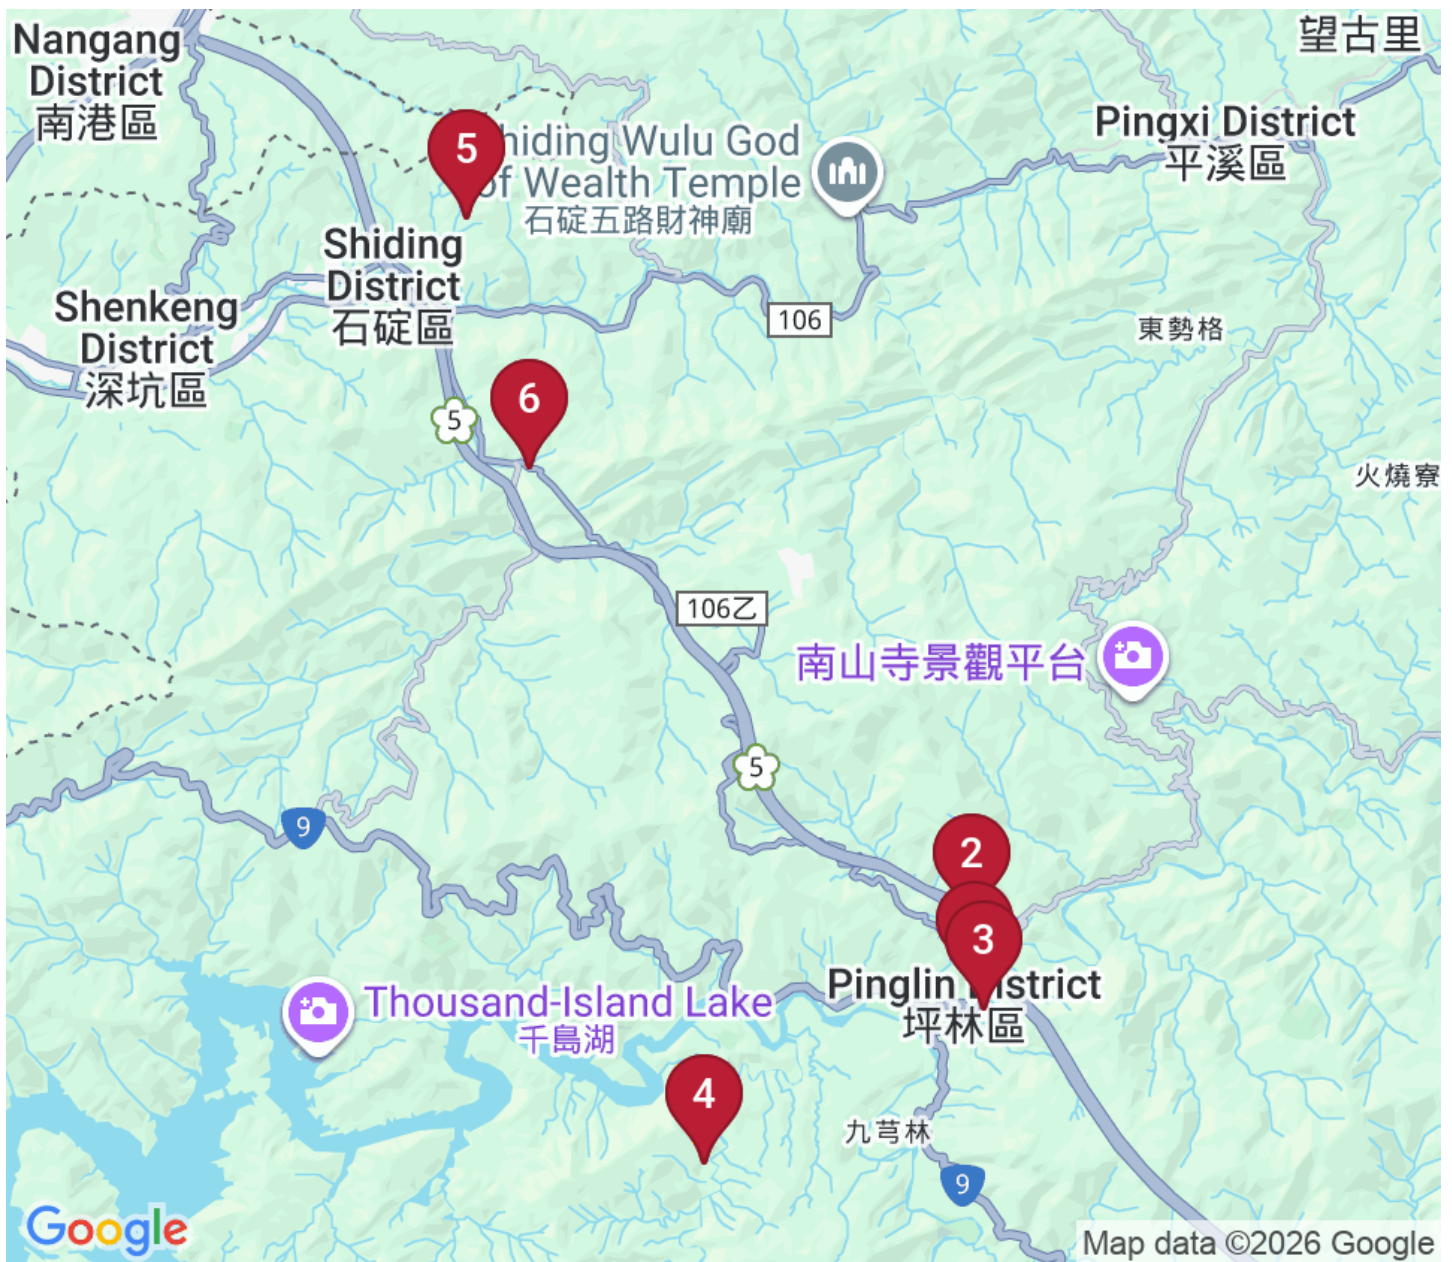 Nangang
District
南港區
望古里
Pingxi District
平溪區
5
hiding Wulu God
of Wealth Temple
石碇五路財神廟
Shiding
District
石碇區
Shenkeng
District
深坑區
106
東勢格
6
5
火燒寮
106乙
南山寺景觀平台
5
9
2
3
Pinglin District
坪林區
Thousand-Island Lake
千島湖
4
九芎林
9
Google
Map data ©2026 Google